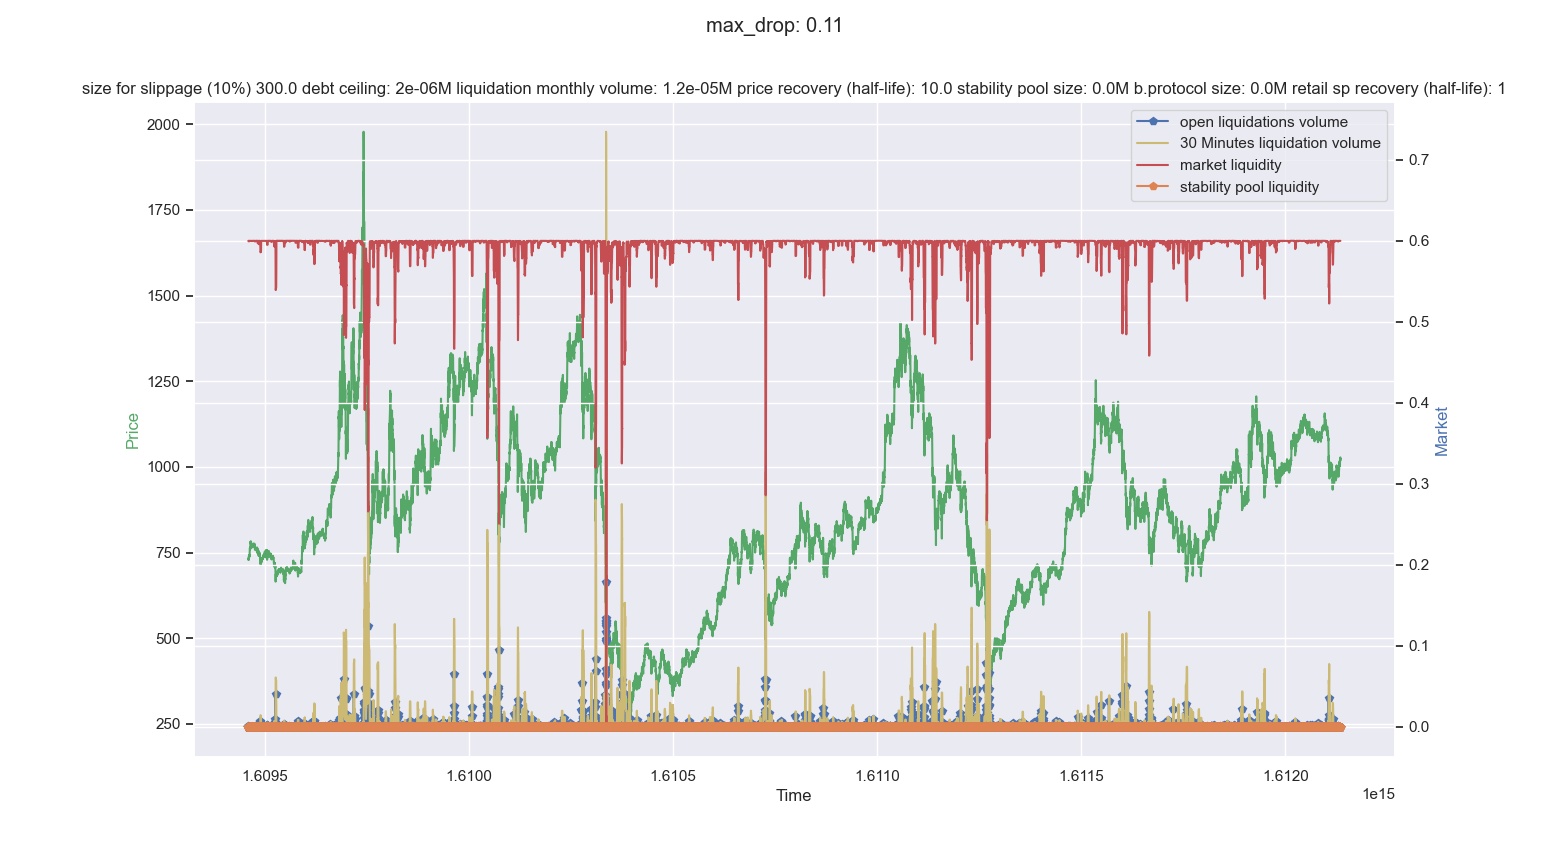 max_drop: 0.11
size for slippage (10%) 300.0 debt ceiling: 2e-06M liquidation monthly volume: 1.2e-05M price recovery (half-life): 10.0 stability pool size: 0.0M b.protocol size: 0.0M retail sp recovery (half-life): 1
open liquidations volume
30 Minutes liquidation volume
market liquidity
stability pool liquidity
2000
1750
1500
1250
1000
750
500
250
Price
0.7
0.6
0.5
0.4
0.3
0.2
0.1
0.0
Market
1.6095 1.6100 1.6105 1.6110 1.6115 1.6120
1e15
Time